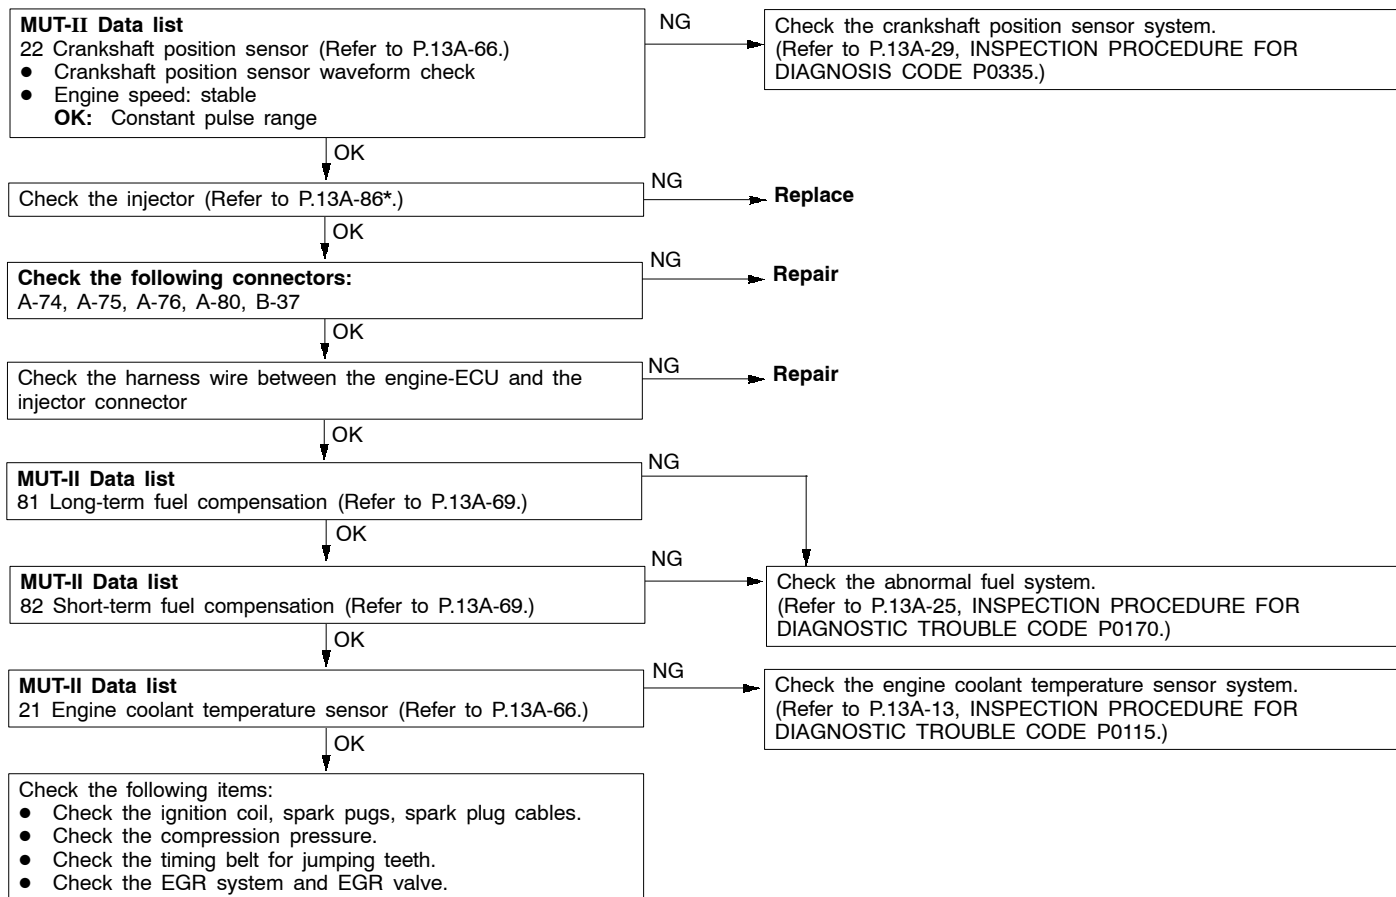 MUT-II Data list
22 Crankshaft position sensor (Refer to P.13A-66.)
● Crankshaft position sensor waveform check
● Engine speed: stable
OK: Constant pulse range
NG
Check the crankshaft position sensor system.
(Refer to P.13A-29, INSPECTION PROCEDURE FOR
DIAGNOSIS CODE P0335.)
OK
Check the injector (Refer to P.13A-86*.)
NG
Replace
OK
Check the following connectors:
A-74, A-75, A-76, A-80, B-37
NG
Repair
OK
Check the harness wire between the engine-ECU and the
injector connector
NG
Repair
OK
MUT-II Data list
81 Long-term fuel compensation (Refer to P.13A-69.)
NG
OK
MUT-II Data list
82 Short-term fuel compensation (Refer to P.13A-69.)
NG
Check the abnormal fuel system.
(Refer to P.13A-25, INSPECTION PROCEDURE FOR
DIAGNOSTIC TROUBLE CODE P0170.)
OK
MUT-II Data list
21 Engine coolant temperature sensor (Refer to P.13A-66.)
NG
Check the engine coolant temperature sensor system.
(Refer to P.13A-13, INSPECTION PROCEDURE FOR
DIAGNOSTIC TROUBLE CODE P0115.)
OK
Check the following items:
● Check the ignition coil, spark pugs, spark plug cables.
● Check the compression pressure.
● Check the timing belt for jumping teeth.
● Check the EGR system and EGR valve.